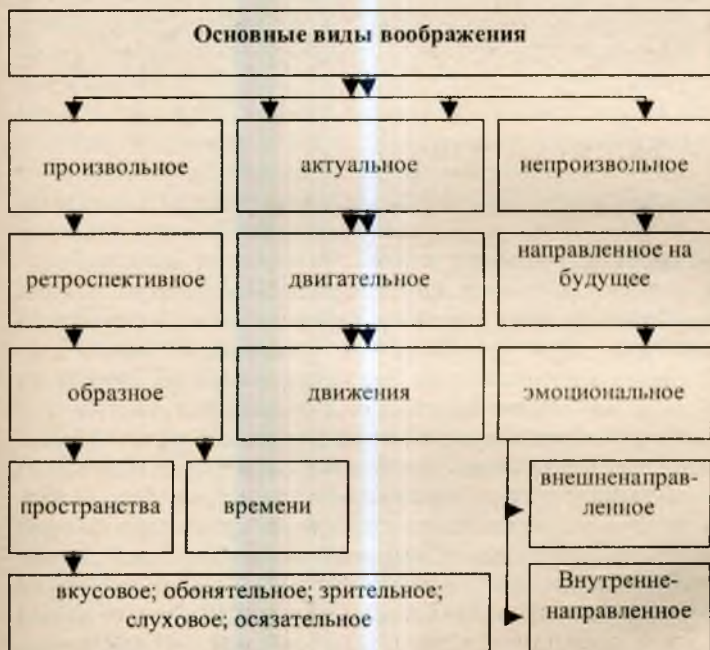 Основные виды воображения
произвольное
актуальное
непроизвольное
ретроспективное
двигательное
направленное на
будущее
образное
движения
эмоциональное
пространства
времени
внешненаправ-
ленное
вкусовое; обонятельное; зрительное;
слуховое; осязательное
Внутренне-
направленное